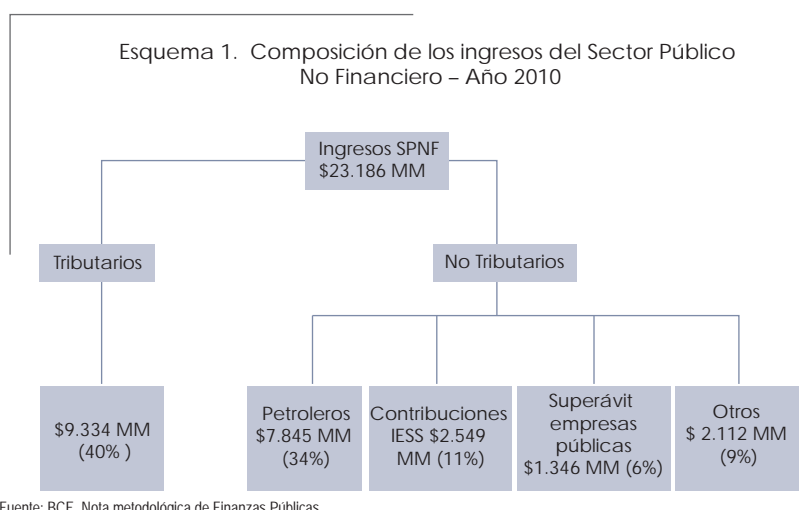 Esquema 1. Composición de los ingresos del Sector Público
No Financiero – Año 2010
Ingresos SPNF
$23.186 MM
Tributarios
No Tributarios
$9.334 MM
(40% )
Petroleros
$7.845 MM
(34%)
Contribuciones
IESS $2.549
MM (11%)
Superávit
empresas
públicas
$1.346 MM (6%)
Otros
$ 2.112 MM
(9%)
Fuente: BCE, Nota metodológica de Finanzas Públicas